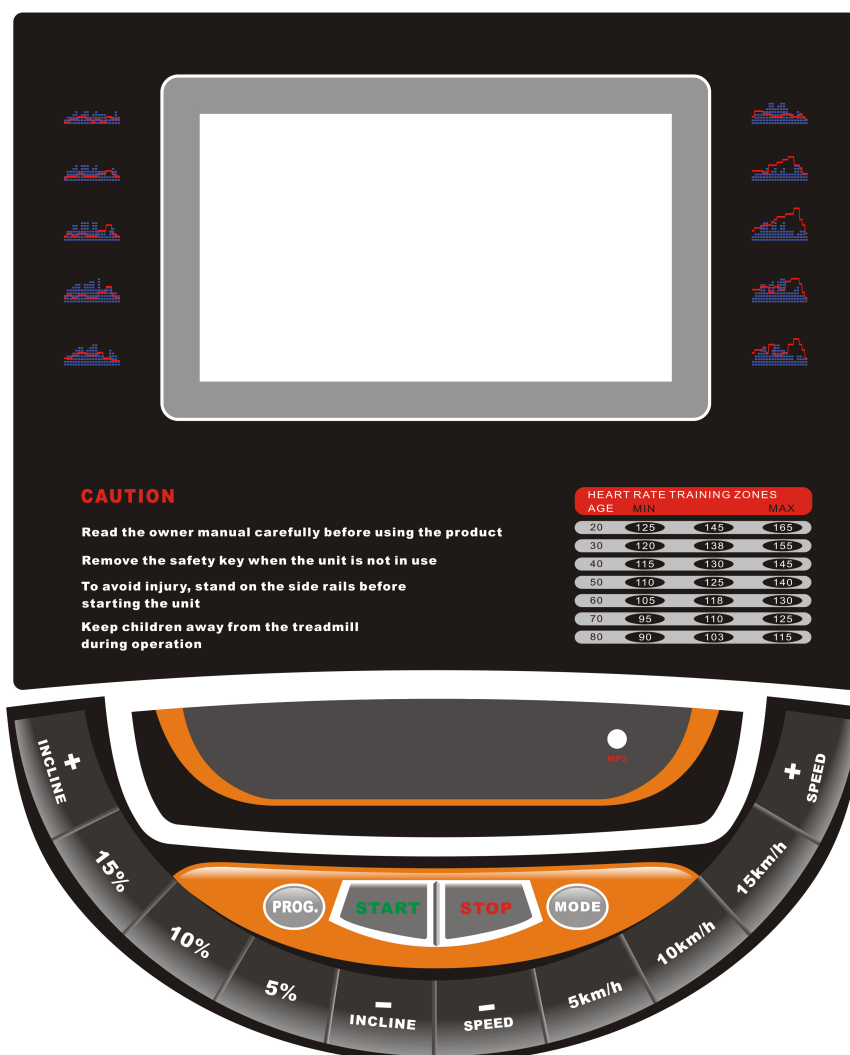 CAUTION
Read the owner manual carefully before using the product
Remove the safety key when the unit is not in use
To avoid injury, stand on the side rails before
starting the unit
Keep children away from the treadmill
during operation
HEART RATE TRAINING ZONES
AGE MIN MAX
20 125 145 165
30 120 138 155
40 115 130 145
50 110 125 140
60 105 118 130
70 95 110 125
80 90 103 115
MP3
+
INCLINE
15%
10%
5%
−
INCLINE
−
SPEED
5km/h
10km/h
15km/h
+
SPEED
PROG.
START
STOP
MODE